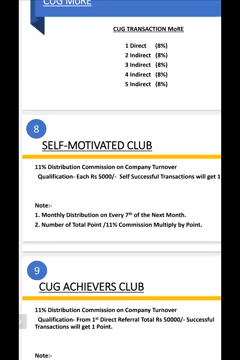 CUG MoRE
CUG TRANSACTION MoRE
1 Direct (8%)
2 Indirect (8%)
3 Indirect (8%)
4 Indirect (8%)
5 Indirect (8%)
8
SELF-MOTIVATED CLUB
11% Distribution Commission on Company Turnover
Qualification- Each Rs 5000/- Self Successful Transactions will get 1
Note:-
1. Monthly Distribution on Every 7th of the Next Month.
2. Number of Total Point /11% Commission Multiply by Point.
9
CUG ACHIEVERS CLUB
11% Distribution Commission on Company Turnover
Qualification- From 1st Direct Referral Total Rs 50000/- Successful
Transactions will get 1 Point.
Note:-